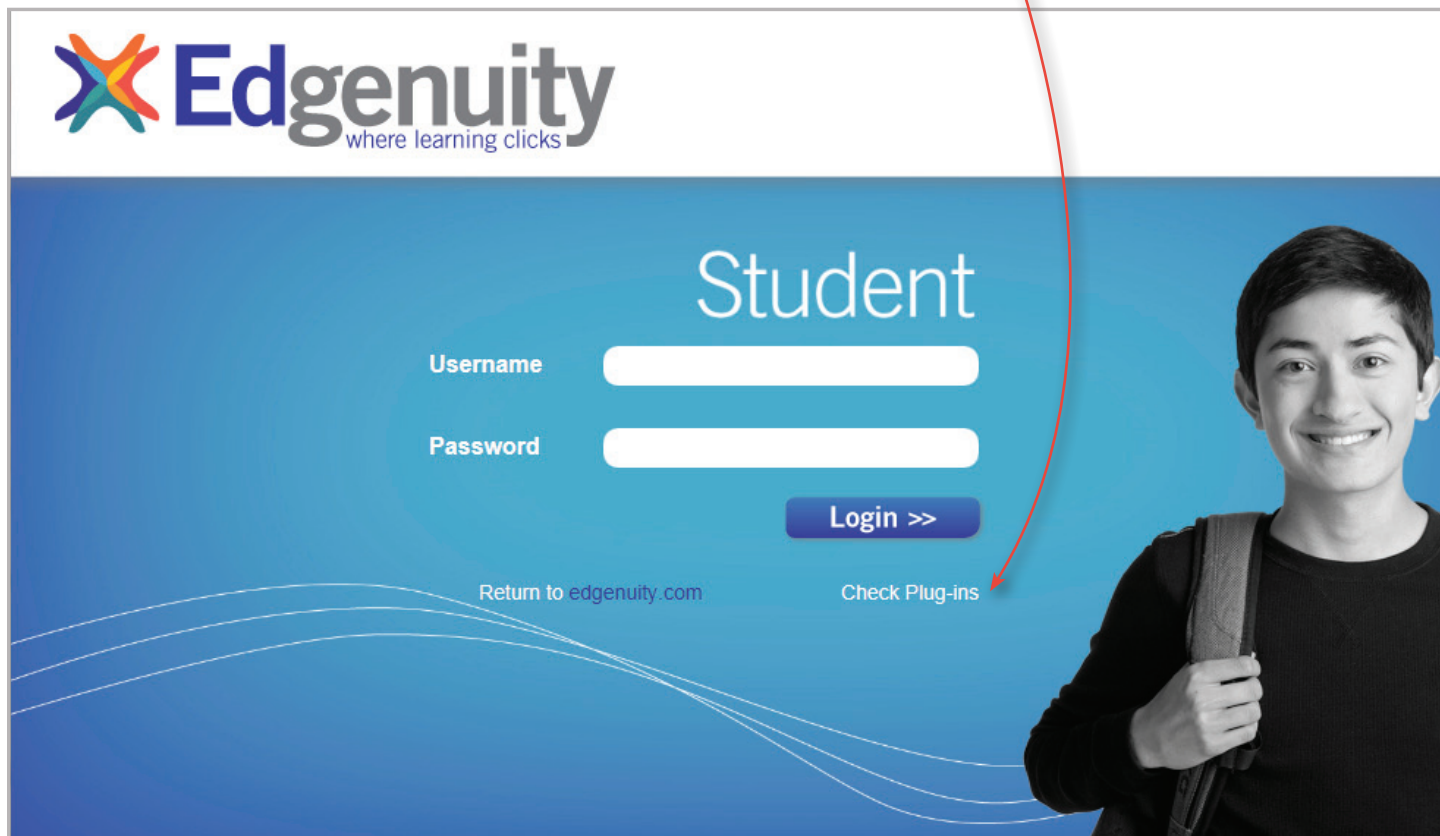 Edgenuity
where learning clicks
Student
Username
Password
Login >>
Return to edgenuity.com
Check Plug-ins